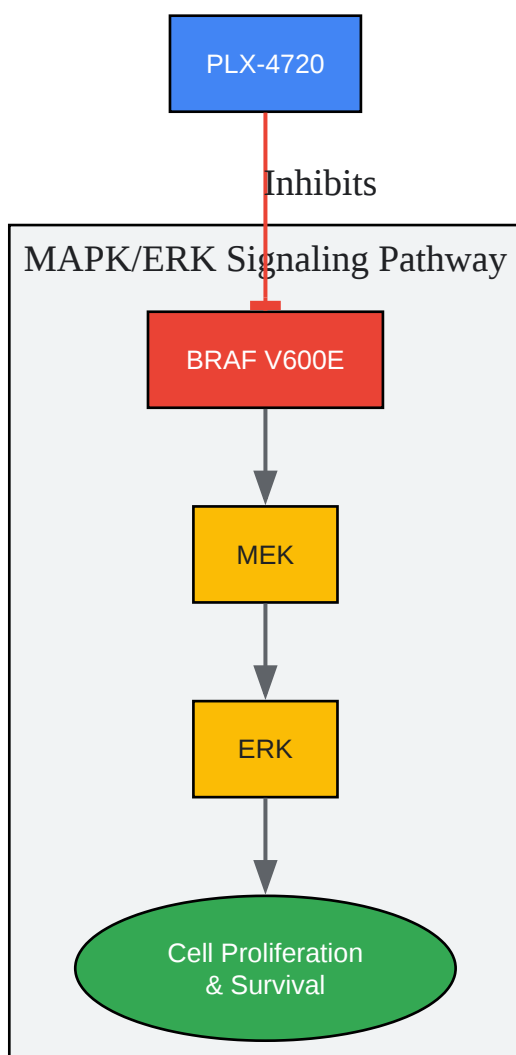 PLX-4720
Inhibits
MAPK/ERK Signaling Pathway
BRAF V600E
MEK
ERK
Cell Proliferation
& Survival